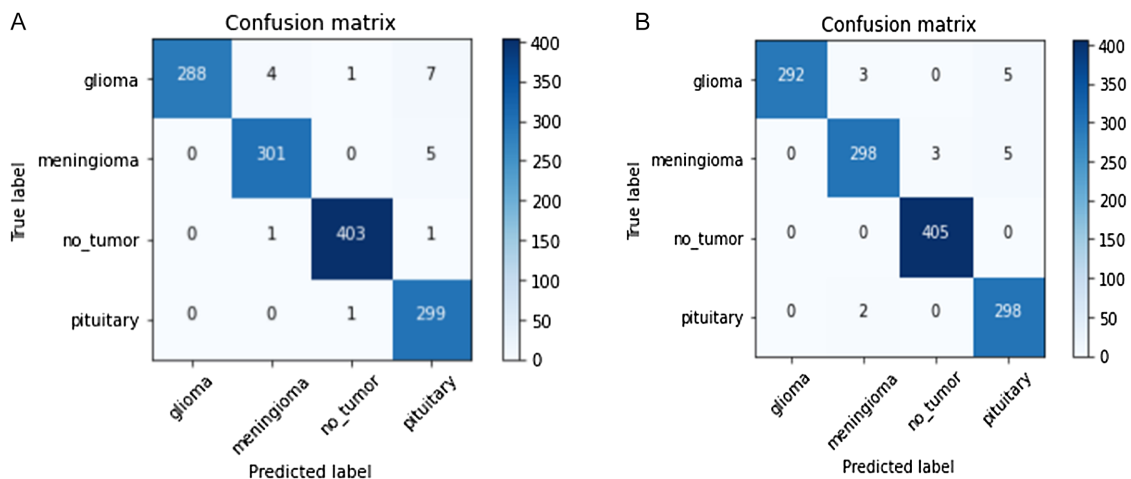 A
Confusion matrix
True label
glioma 288 4 1 7
meningioma 0 301 0 5
no_tumor 0 1 403 1
pituitary 0 0 1 299
glioma meningioma no_tumor pituitary
Predicted label
400
350
300
250
200
150
100
50
0
B
Confusion matrix
True label
glioma 292 3 0 5
meningioma 0 298 3 5
no_tumor 0 0 405 0
pituitary 0 2 0 298
glioma meningioma no_tumor pituitary
Predicted label
400
350
300
250
200
150
100
50
0